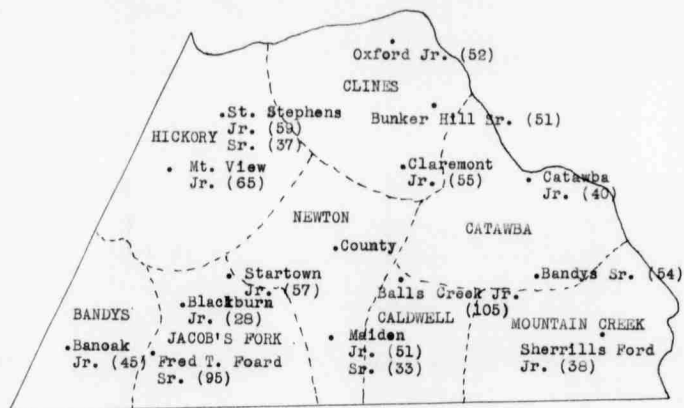 Oxford Jr. (52)
CLINES
St. Stephens
Jr. (59)
Sr. (37)
HICKORY
Bunker Hill Sr. (51)
Mt. View
Jr. (65)
Claremont
Jr. (55)
Catawba
Jr. (40)
NEWTON
County
CATAWBA
Startown
Jr. (57)
Bandys Sr. (54)
Balls Creek Jr.
(105)
BANDYS
Blackburn
Jr. (28)
CALDWELL
MOUNTAIN CREEK
JACOB'S FORK
Banoak
Jr. (45)
Fred T. Foard
Sr. (95)
Maiden
Jr. (51)
Sr. (33)
Sherrills Ford
Jr. (38)